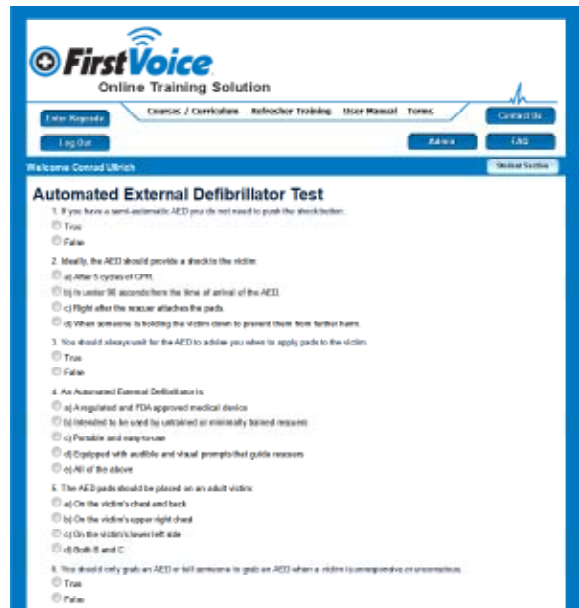 First Voice
Online Training Solution
Courses / Curriculum Refresher Training User Manual Terms
Enter Keycode
Contact Us
Log Out
Admin
FAQ
Welcome Conrad Ullrich
Student Section
Automated External Defibrillator Test
1. If you have a semi-automatic AED you do not need to push the shock button.
True
False
2. Ideally, the AED should provide a shock to the victim:
a) After 5 cycles of CPR.
b) In under 90 seconds from the time of arrival of the AED.
c) Right after the rescuer attaches the pads.
d) When someone is holding the victim down to prevent them from further harm.
3. You should always wait for the AED to advise you when to apply pads to the victim.
True
False
4. An Automated External Defibrillator is
a) A regulated and FDA approved medical device
b) Intended to be used by untrained or minimally trained rescuers
c) Portable and easy-to-use
d) Equipped with audible and visual prompts that guide rescuers
e) All of the above
5. The AED pads should be placed on an adult victim:
a) On the victim's chest and back
b) On the victim's upper right chest
c) On the victim's lower left side
d) Both B and C
6. You should only grab an AED or tell someone to grab an AED when a victim is unresponsive or unconscious.
True
False